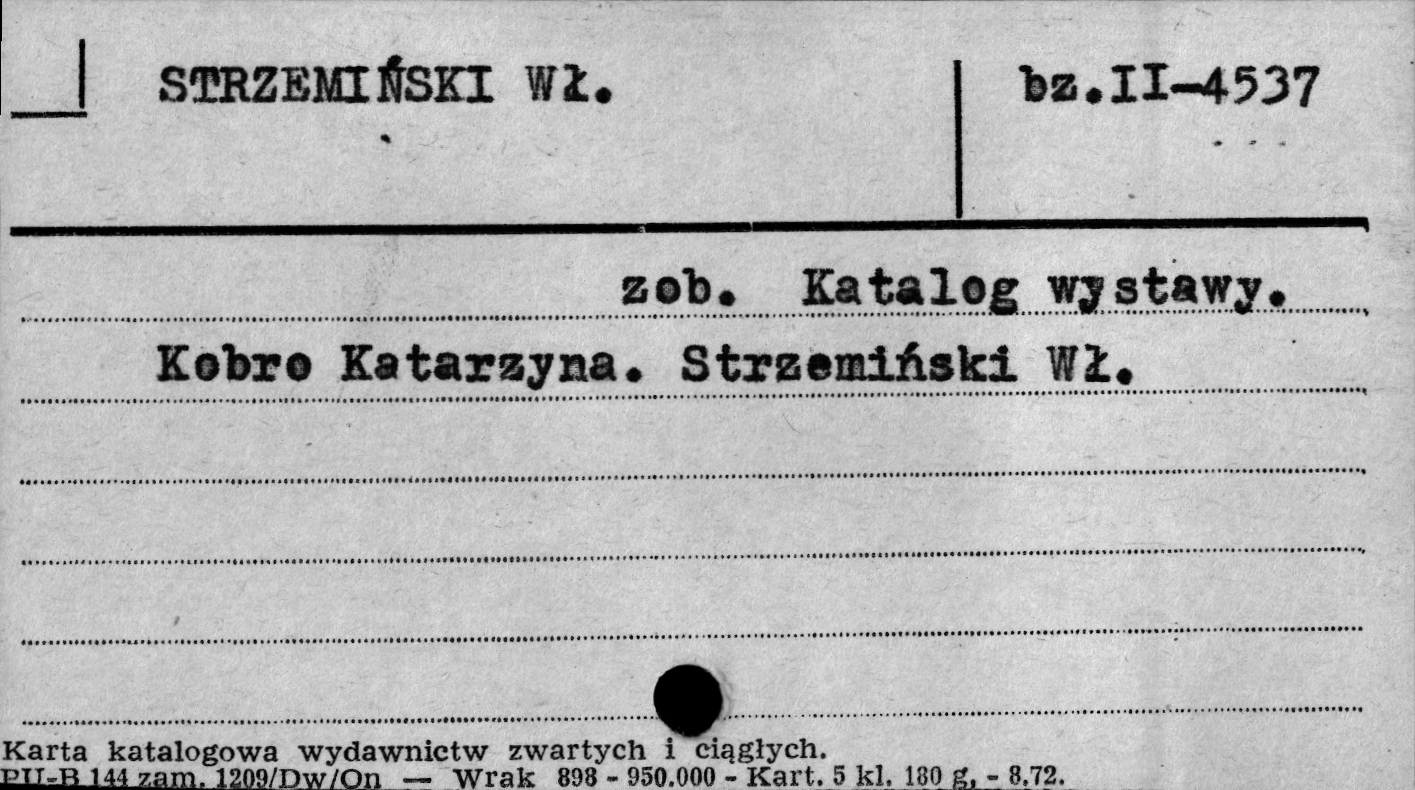 STRZEMIŃSKI Wł.
bz.II-4537
zob. Katalog wystawy.
Kobro Katarzyna. Strzemiński Wł.
Karta katalogowa wydawnictw zwartych i ciągłych.
PU-B 144 zam. 1209/Dw/On — Wrak 898 - 950.000 - Kart. 5 kl. 180 g, - 8.72.